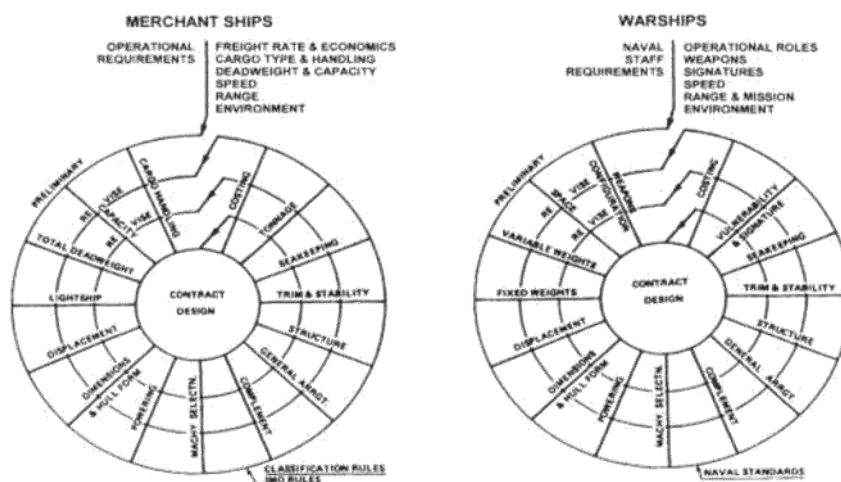 MERCHANT SHIPS
OPERATIONAL
REQUIREMENTS
FREIGHT RATE & ECONOMICS
CARGO TYPE & HANDLING
DEADWEIGHT & CAPACITY
SPEED
RANGE
ENVIRONMENT
PRELIMINARY
RE VISE
RE VISE
CARGO HANDLING
COSTING
TONNAGE
SEAKEEPING
TRIM & STABILITY
STRUCTURE
GENERAL ARRGT.
COMPLEMENT
MACHY SELECTN.
POWERING
DIMENSIONS
& HULL FORM
DISPLACEMENT
LIGHTSHIP
TOTAL DEADWEIGHT
CAPACITY
CONTRACT
DESIGN
CLASSIFICATION RULES
IMO RULES
WARSHIPS
NAVAL
STAFF
REQUIREMENTS
OPERATIONAL ROLES
WEAPONS
SIGNATURES
SPEED
RANGE & MISSION
ENVIRONMENT
PRELIMINARY
RE VISE
RE VISE
WEAPONS
CONFIGURATION
COSTING
VULNERABILITY
& SIGNATURE
SEAKEEPING
TRIM & STABILITY
STRUCTURE
GENERAL ARRGT.
COMPLEMENT
MACHY SELECTN.
POWERING
DIMENSIONS
& HULL FORM
DISPLACEMENT
FIXED WEIGHTS
VARIABLE WEIGHTS
SPACE
CONTRACT
DESIGN
NAVAL STANDARDS